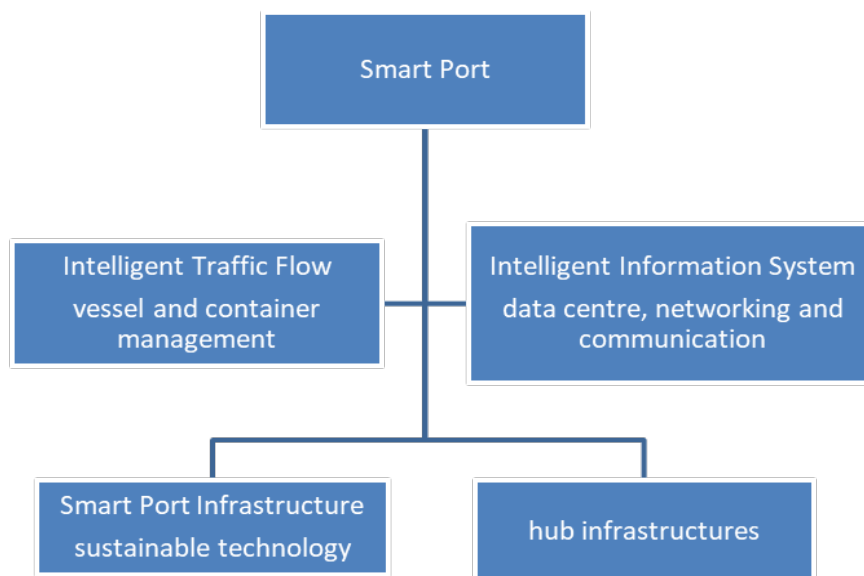 Smart Port
Intelligent Traffic Flow
vessel and container
management
Intelligent Information System
data centre, networking and
communication
Smart Port Infrastructure
sustainable technology
hub infrastructures